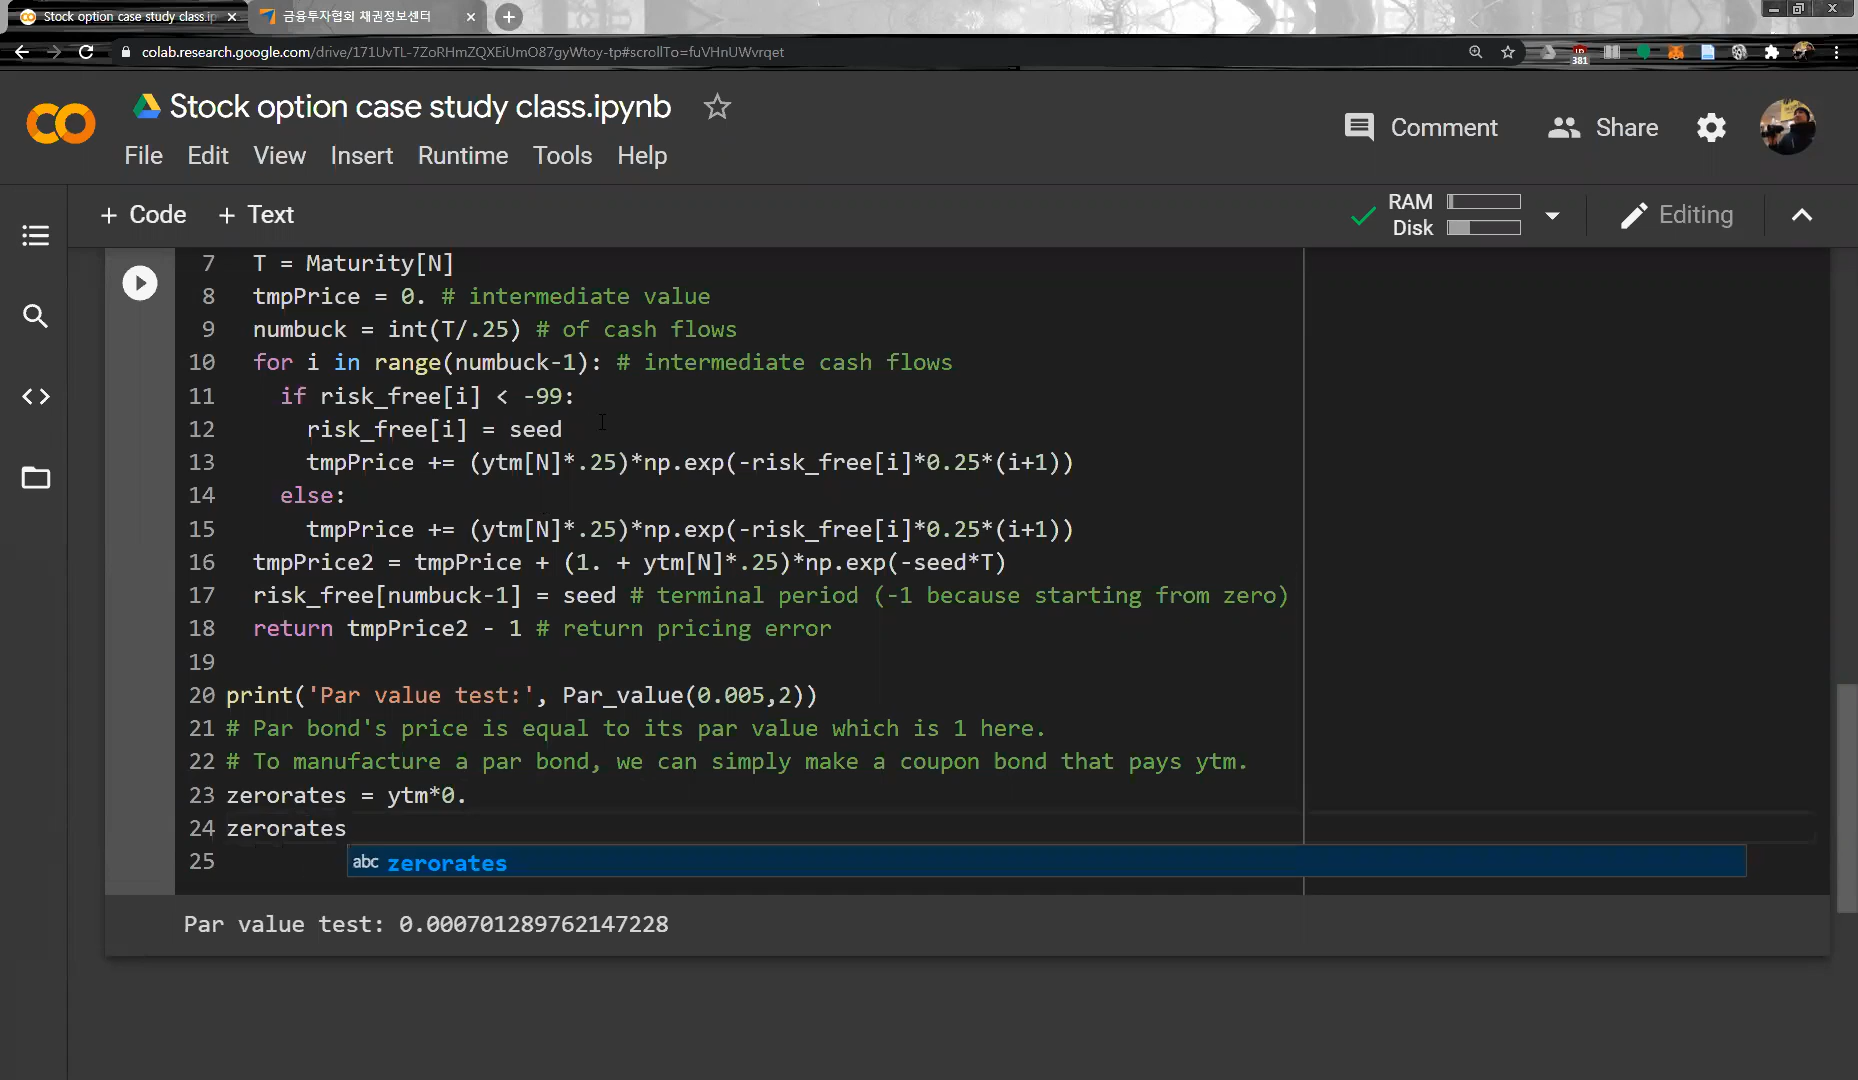 Stock option case study class.ip
금융투자협회 채권정보센터
colab.research.google.com/drive/171UvTL-7ZoRHmZQXEiUmO87gyWtoy-tp#scrollTo=fuVHnUWvrqet
381
Stock option case study class.ipynb
Comment
Share
File Edit View Insert Runtime Tools Help
+ Code + Text
RAM
Disk
Editing
7 T = Maturity[N]
8 tmpPrice = 0. # intermediate value
9 numbuck = int(T/.25) # of cash flows
10 for i in range(numbuck-1): # intermediate cash flows
11 if risk_free[i] < -99:
12 risk_free[i] = seed
13 tmpPrice += (ytm[N]*.25)*np.exp(-risk_free[i]*0.25*(i+1))
14 else:
15 tmpPrice += (ytm[N]*.25)*np.exp(-risk_free[i]*0.25*(i+1))
16 tmpPrice2 = tmpPrice + (1. + ytm[N]*.25)*np.exp(-seed*T)
17 risk_free[numbuck-1] = seed # terminal period (-1 because starting from zero)
18 return tmpPrice2 - 1 # return pricing error
19
20 print('Par value test:', Par_value(0.005,2))
21 # Par bond's price is equal to its par value which is 1 here.
22 # To manufacture a par bond, we can simply make a coupon bond that pays ytm.
23 zerorates = ytm*0.
24 zerorates
25
abc zerorates
Par value test: 0.000701289762147228